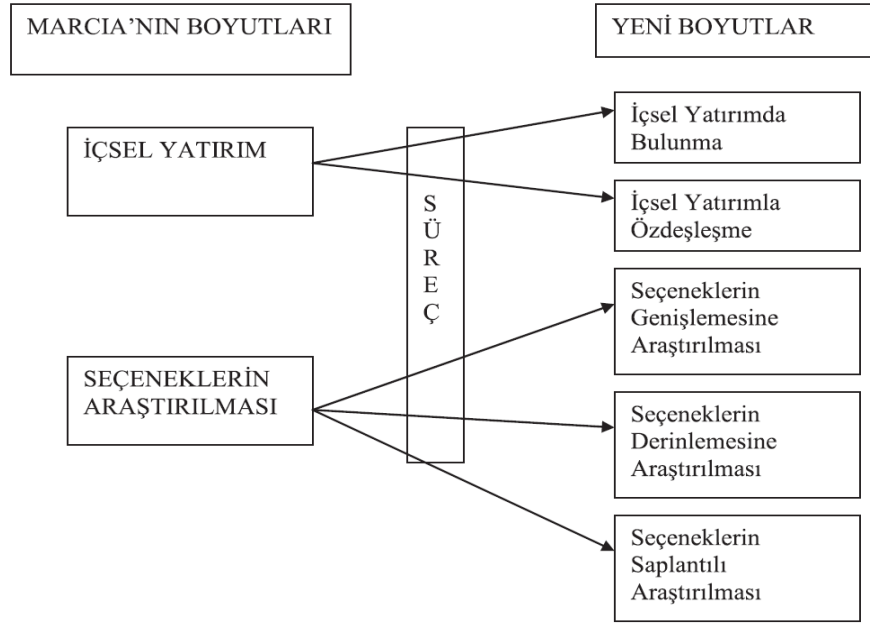 MARCIA’NIN BOYUTLARI
YENİ BOYUTLAR
İÇSEL YATIRIM
SEÇENEKLERİN
ARAŞTIRILMASI
S
Ü
R
E
Ç
İçsel Yatırımda
Bulunma
İçsel Yatırımla
Özdeşleşme
Seçeneklerin
Genişlemesine
Araştırılması
Seçeneklerin
Derinlemesine
Araştırılması
Seçeneklerin
Saplantılı
Araştırılması